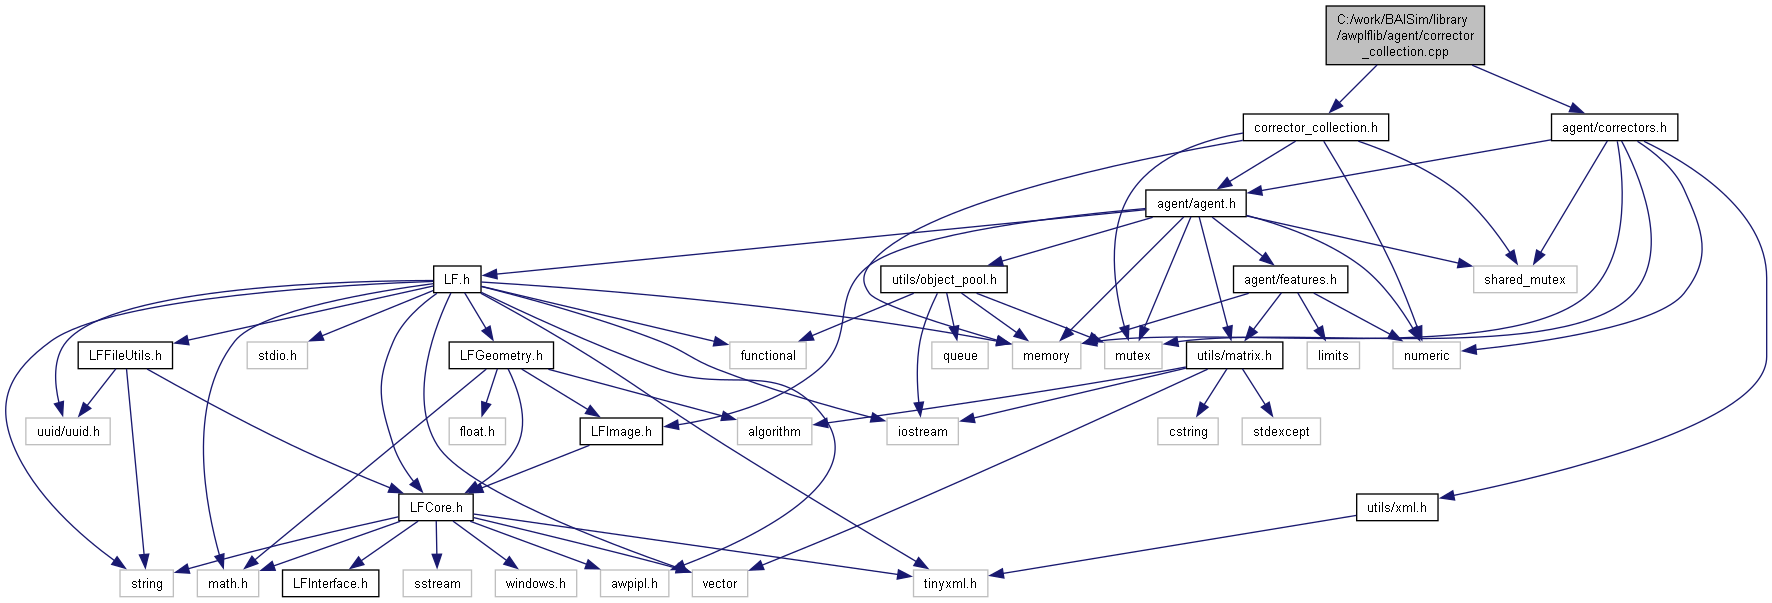 C:/work/BAISim/library
/awplflib/agent/corrector
_collection.cpp
corrector_collection.h
agent/correctors.h
agent/agent.h
LF.h
utils/object_pool.h
agent/features.h
shared_mutex
LFFileUtils.h
stdio.h
LFGeometry.h
functional
queue
memory
mutex
utils/matrix.h
limits
numeric
uuid/uuid.h
float.h
LFImage.h
algorithm
iostream
cstring
stdexcept
LFCore.h
utils/xml.h
string
math.h
LFInterface.h
sstream
windows.h
awpipl.h
vector
tinyxml.h